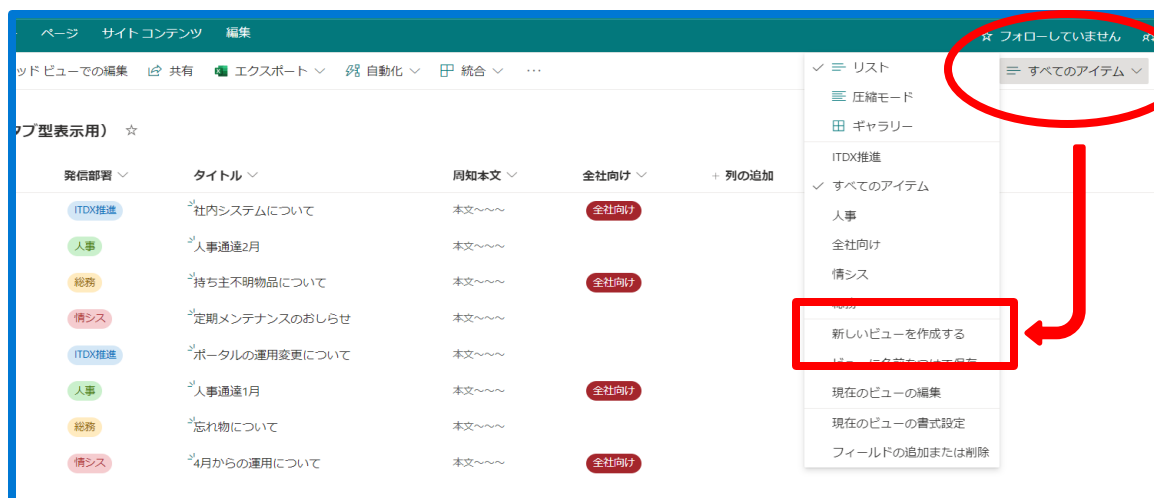 ページ サイト コンテンツ 編集 ☆ フォローしていません
ッド ビューでの編集 共有 エクスポート 自動化 統合 … すべてのアイテム
タブ型表示用） ☆
発信部署 タイトル 周知本文 全社向け + 列の追加
ITDX推進 社内システムについて 本文～～～ 全社向け
人事 人事通達2月 本文～～～
総務 持ち主不明物品について 本文～～～ 全社向け
情シス 定期メンテナンスのおしらせ 本文～～～
ITDX推進 ポータルの運用変更について 本文～～～
人事 人事通達1月 本文～～～ 全社向け
総務 忘れ物について 本文～～～
情シス 4月からの運用について 本文～～～ 全社向け
リスト
圧縮モード
ギャラリー
ITDX推進
すべてのアイテム
人事
全社向け
情シス
新しいビューを作成する
現在のビューの編集
現在のビューの書式設定
フィールドの追加または削除